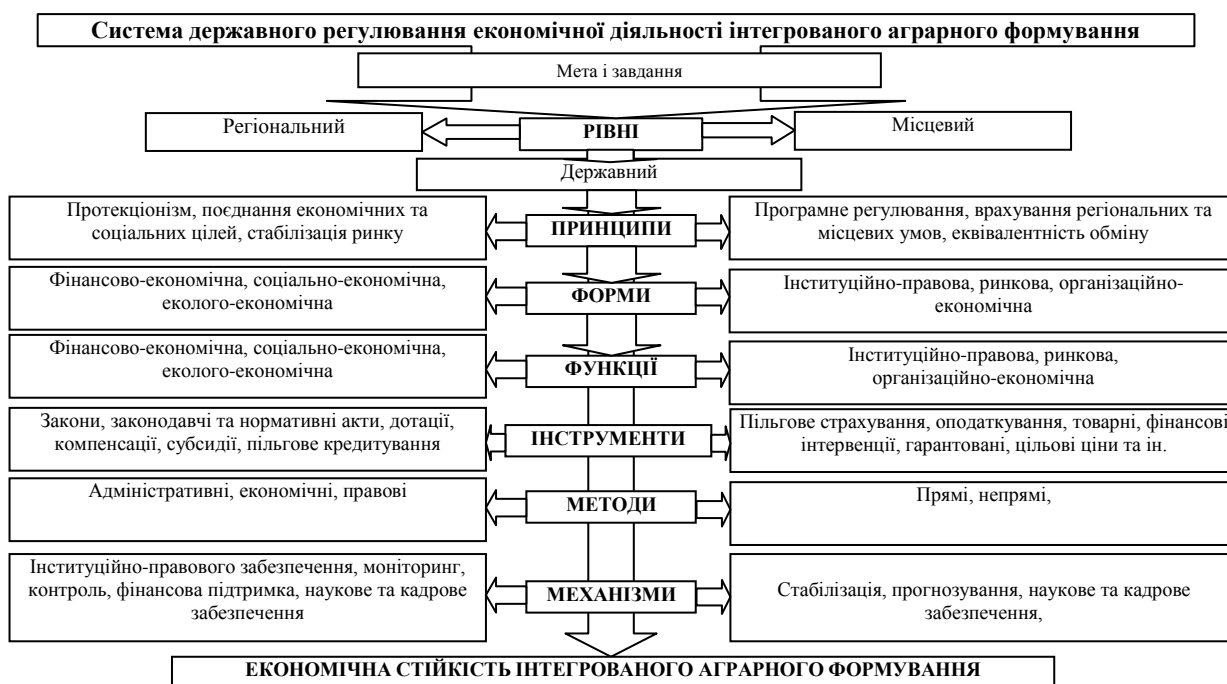 Система державного регулювання економічної діяльності інтегрованого аграрного формування
Мета і завдання
Регіональний
РІВНІ
Місцевий
Державний
Протекціонізм, поєднання економічних та
соціальних цілей, стабілізація ринку
ПРИНЦИПИ
Програмне регулювання, врахування регіональних та
місцевих умов, еквівалентність обміну
Фінансово-економічна, соціально-економічна,
еколого-економічна
ФОРМИ
Інституційно-правова, ринкова, організаційно-
економічна
Фінансово-економічна, соціально-економічна,
еколого-економічна
ФУНКЦІЇ
Інституційно-правова, ринкова,
організаційно-економічна
Закони, законодавчі та нормативні акти, дотації,
компенсації, субсидії, пільгове кредитування
ІНСТРУМЕНТИ
Пільгове страхування, оподаткування, товарні, фінансові
інтервенції, гарантовані, цільові ціни та ін.
Адміністративні, економічні, правові
МЕТОДИ
Прямі, непрямі,
Інституційно-правового забезпечення, моніторинг,
контроль, фінансова підтримка, наукове та кадрове
забезпечення
МЕХАНІЗМИ
Стабілізація, прогнозування, наукове та кадрове
забезпечення,
ЕКОНОМІЧНА СТІЙКІСТЬ ІНТЕГРОВАНОГО АГРАРНОГО ФОРМУВАННЯ